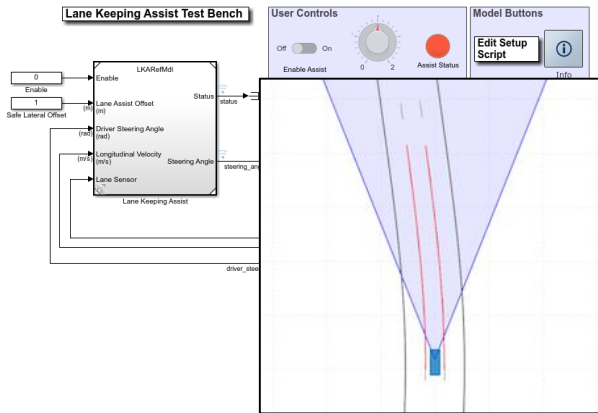 Lane Keeping Assist Test Bench
User Controls
Model Buttons
Off
On
Enable Assist
0
1
2
Assist Status
Edit Setup
Script
Info
LKARefMdl
0
Enable
Enable
1
Safe Lateral Offset
(m)
Lane Assist Offset
(m)
Status
status
(rad)
Driver Steering Angle
(rad)
(m/s)
Longitudinal Velocity
(m/s)
Steering Angle
Lane Sensor
Lane Keeping Assist
driver_stee